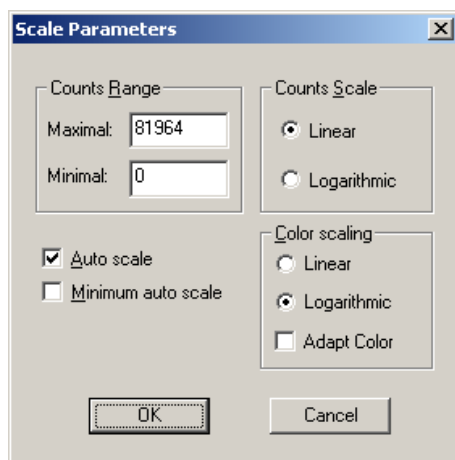 Scale Parameters
Counts Range
Maximal: 81964
Minimal: 0
Counts Scale
Linear
Logarithmic
Auto scale
Minimum auto scale
Color scaling
Linear
Logarithmic
Adapt Color
OK Cancel